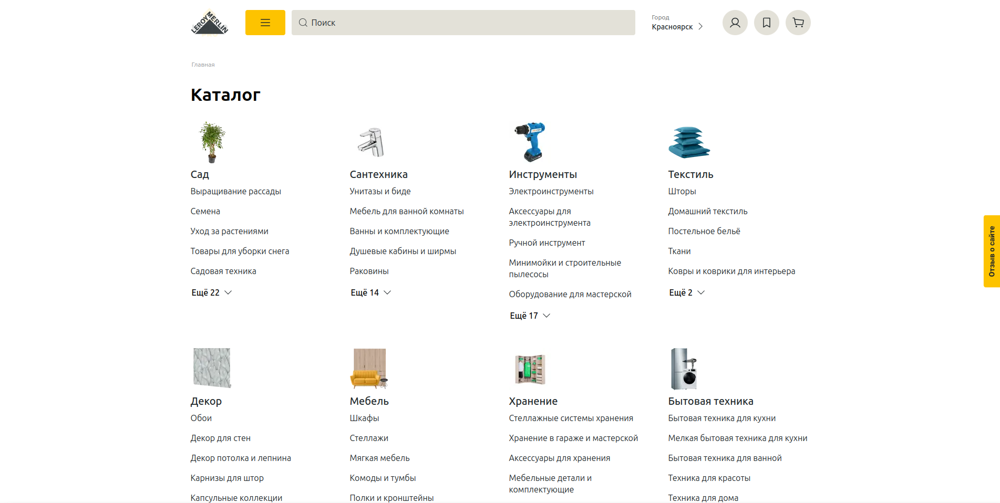 LEROY MERLIN
Поиск
Город
Красноярск
Главная
Каталог
Сад
Выращивание рассады
Семена
Уход за растениями
Товары для уборки снега
Садовая техника
Ещё 22
Сантехника
Унитазы и биде
Мебель для ванной комнаты
Ванны и комплектующие
Душевые кабины и ширмы
Раковины
Ещё 14
Инструменты
Электроинструменты
Аксессуары для
электроинструмента
Ручной инструмент
Минимойки и строительные
пылесосы
Оборудование для мастерской
Ещё 17
Текстиль
Шторы
Домашний текстиль
Постельное бельё
Ткани
Ковры и коврики для интерьера
Ещё 2
Декор
Обои
Декор для стен
Декор потолка и лепнина
Карнизы для штор
Капсульные коллекции
Мебель
Шкафы
Стеллажи
Мягкая мебель
Комоды и тумбы
Полки и кронштейны
Хранение
Стеллажные системы хранения
Хранение в гараже и мастерской
Аксессуары для хранения
Мебельные детали и
комплектующие
Бытовая техника
Бытовая техника для кухни
Мелкая бытовая техника для кухни
Бытовая техника для ванной
Техника для красоты
Техника для дома
Отзыв о сайте